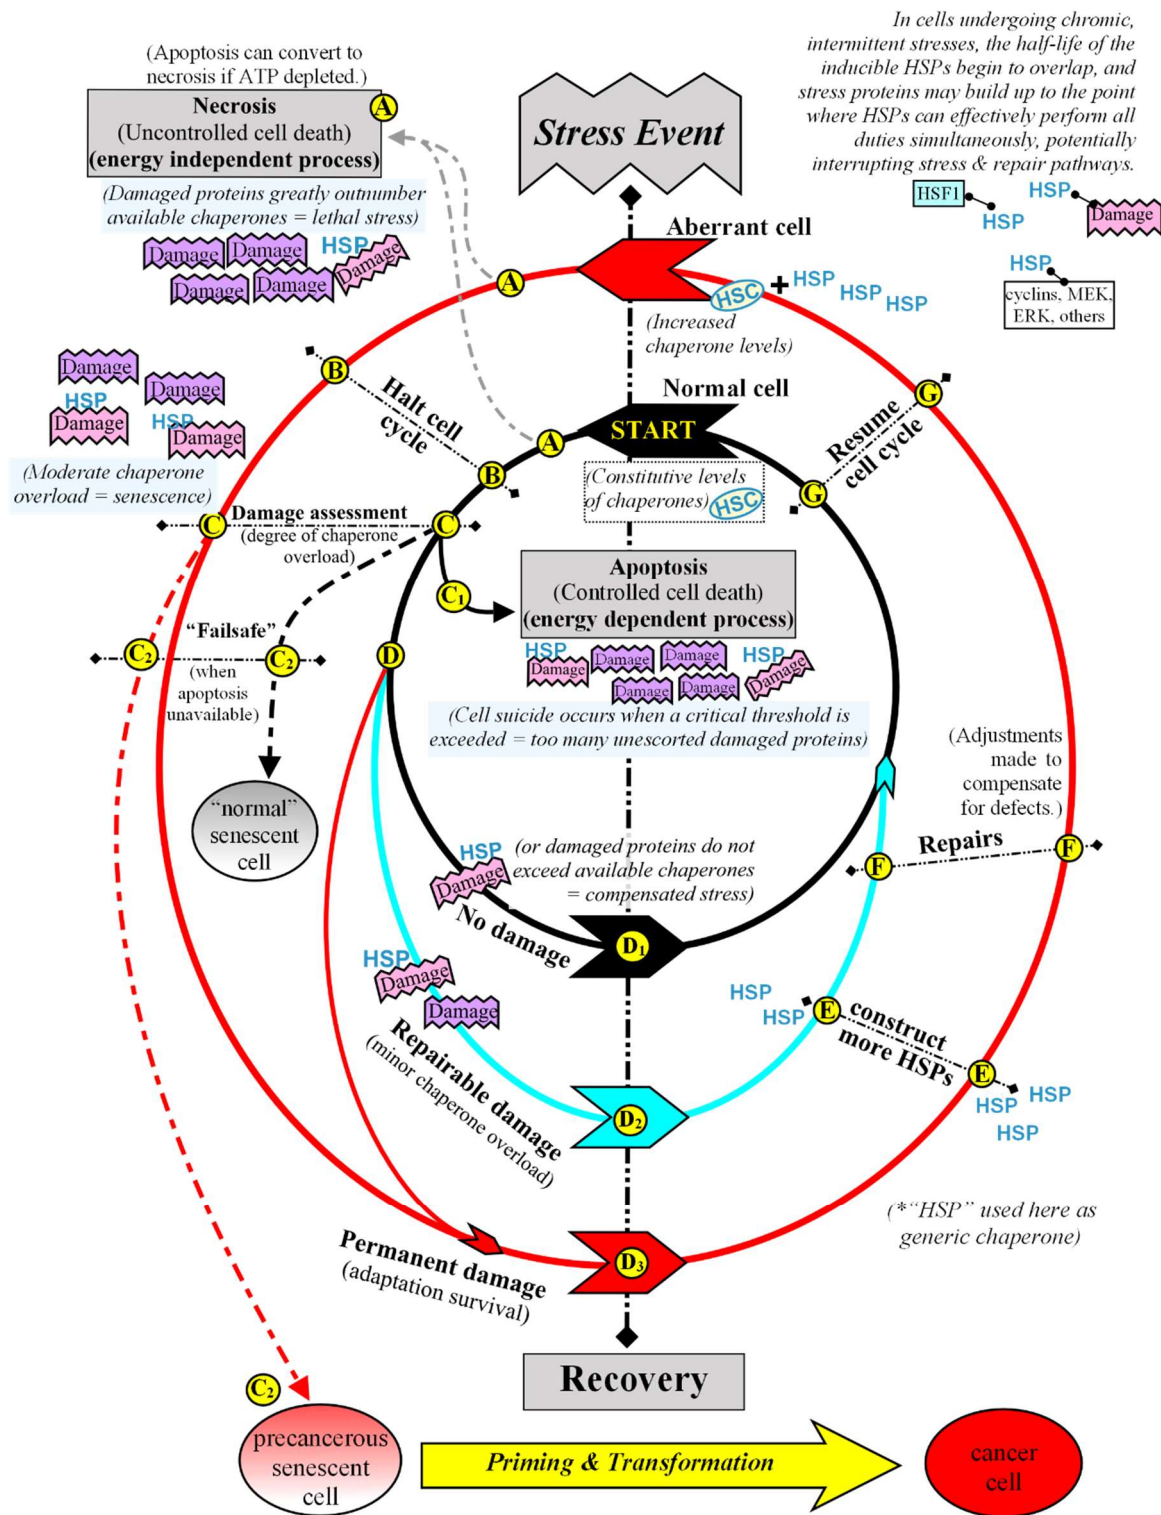 In cells undergoing chromic,
intermittent stresses, the half-life of the
inducible HSPs begin to overlap, and
stress proteins may build up to the point
where HSPs can effectively perform all
duties simultaneously, potentially
interrupting stress & repair pathways.
HSF1
HSP
HSP
Damage
HSP
cyclins, MEK,
ERK, others
(Apoptosis can convert to
necrosis if ATP depleted.)
Necrosis
(Uncontrolled cell death)
(energy independent process)
A
(Damaged proteins greatly outnumber
available chaperones = lethal stress)
Damage
Damage
HSP
Damage
Damage
Damage
Stress Event
Aberrant cell
A
HSC
+
HSP
HSP
HSP
(Increased
chaperone levels)
Damage
Damage
HSP
Damage
HSP
Damage
(Moderate chaperone
overload = senescence)
B
Halt cell
cycle
B
Normal cell
START
A
(Constitutive levels
of chaperones)
HSC
G
Resume
cell cycle
G
C
Damage assessment
(degree of chaperone
overload)
C
C1
Apoptosis
(Controlled cell death)
(energy dependent process)
HSP
Damage
Damage
Damage
HSP
Damage
Damage
Damage
(Cell suicide occurs when a critical threshold is
exceeded = too many unescorted damaged proteins)
"Failsafe"
C2
C2
(when
apoptosis
unavailable)
D
"normal"
senescent
cell
(Adjustments
made to
compensate
for defects.)
Repairs
F
F
HSP
Damage
(or damaged proteins do not
exceed available chaperones
= compensated stress)
No damage
D1
HSP
Damage
Damage
Repairable damage
(minor chaperone overload)
D2
HSP
HSP
E
construct
more HSPs
E
HSP
HSP
HSP
(*"HSP" used here as
generic chaperone)
Permanent damage
(adaptation survival)
D3
Recovery
C2
precancerous
senescent
cell
Priming & Transformation
cancer
cell